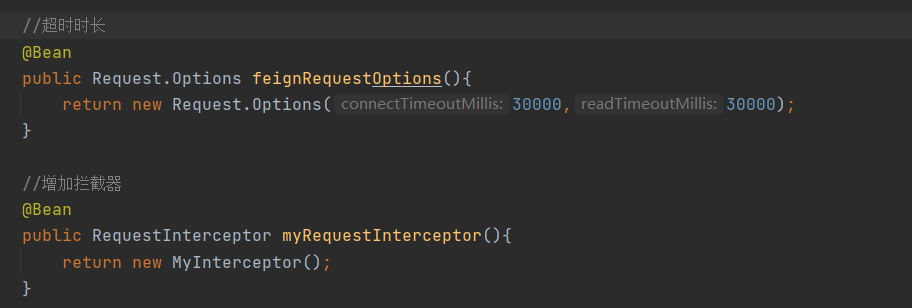 //超时时长
@Bean
public Request.Options feignRequestOptions(){
    return new Request.Options( connectTimeoutMillis: 30000, readTimeoutMillis: 30000);
}
//增加拦截器
@Bean
public RequestInterceptor myRequestInterceptor(){
    return new MyInterceptor();
}